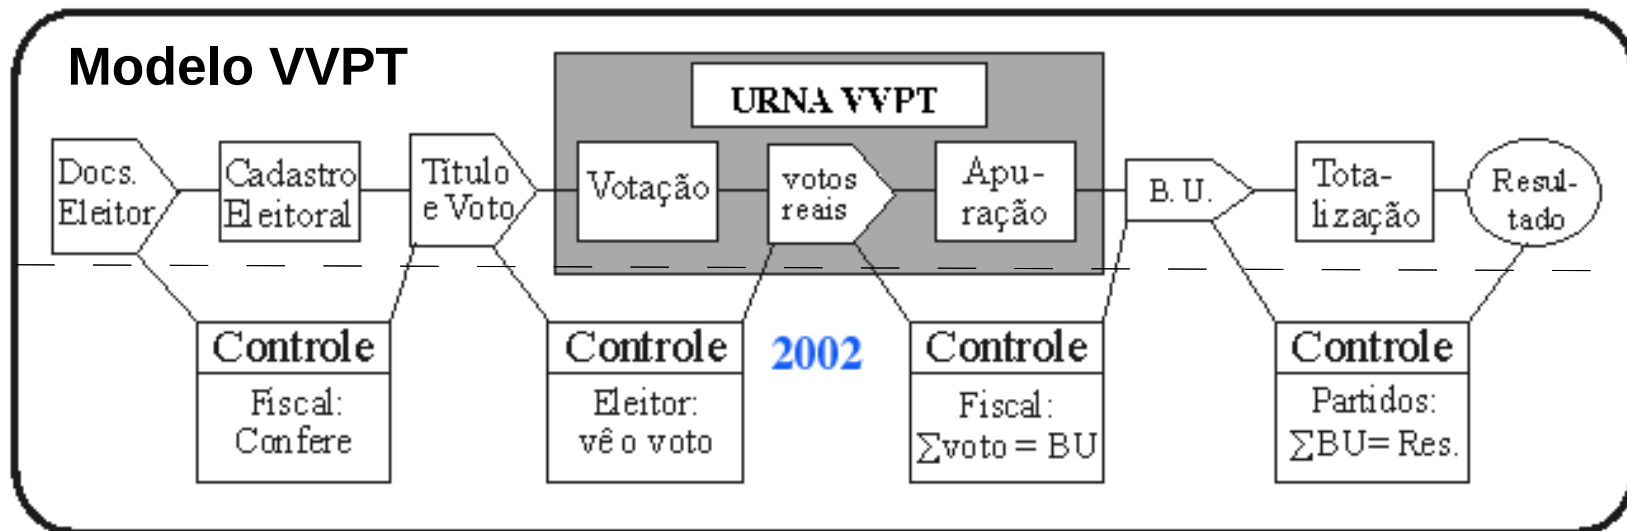 Modelo VVPT
URNA VVPT
Docs.
Eleitor
Cadastro
Eleitoral
Título
e Voto
Votação
votos
reais
Apu-
ração
B. U.
Tota-
lização
Resul-
tado
Controle
Fiscal:
Confere
Controle
Eleitor:
vê o voto
2002
Controle
Fiscal:
∑voto = BU
Controle
Partidos:
∑BU= Res.